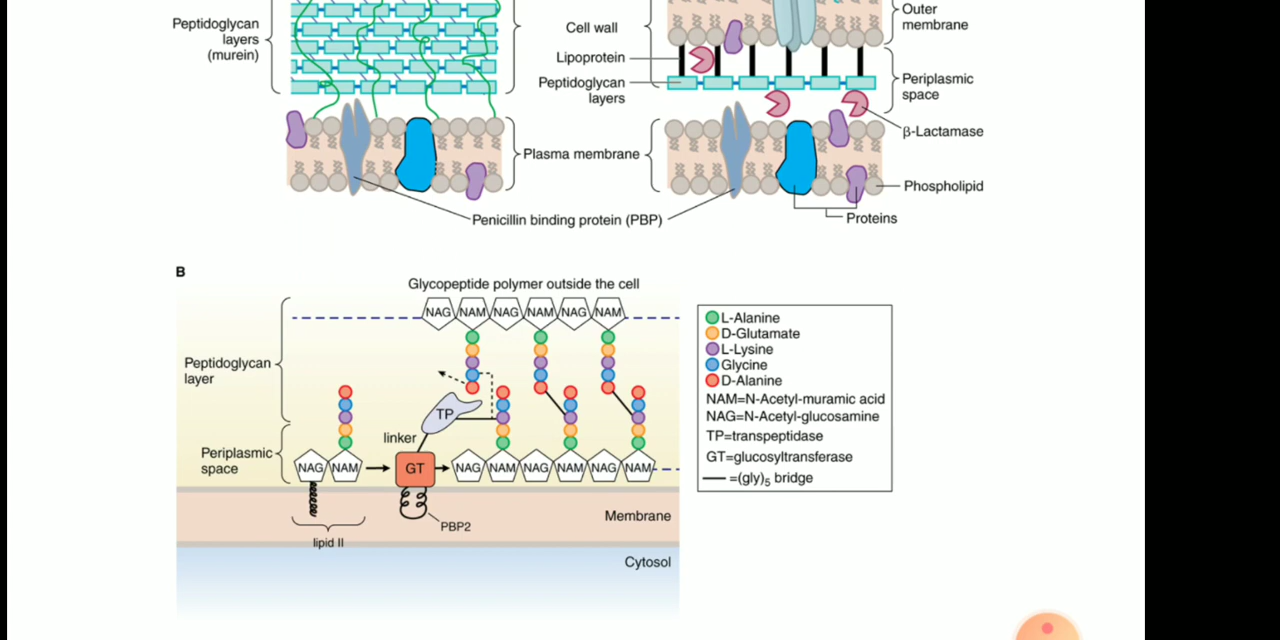 Peptidoglycan
layers
(murein)
Cell wall
Lipoprotein
Peptidoglycan
layers
Outer
membrane
Periplasmic
space
β-Lactamase
Plasma membrane
Phospholipid
Penicillin binding protein (PBP)
Proteins
B
Glycopeptide polymer outside the cell
NAG NAM NAG NAM NAG NAM
Peptidoglycan
layer
TP
linker
Periplasmic
space
NAG NAM GT NAG NAM NAG NAM NAG NAM
PBP2
lipid II
Membrane
Cytosol
L-Alanine
D-Glutamate
L-Lysine
Glycine
D-Alanine
NAM=N-Acetyl-muramic acid
NAG=N-Acetyl-glucosamine
TP=transpeptidase
GT=glucosyltransferase
=(gly)5 bridge